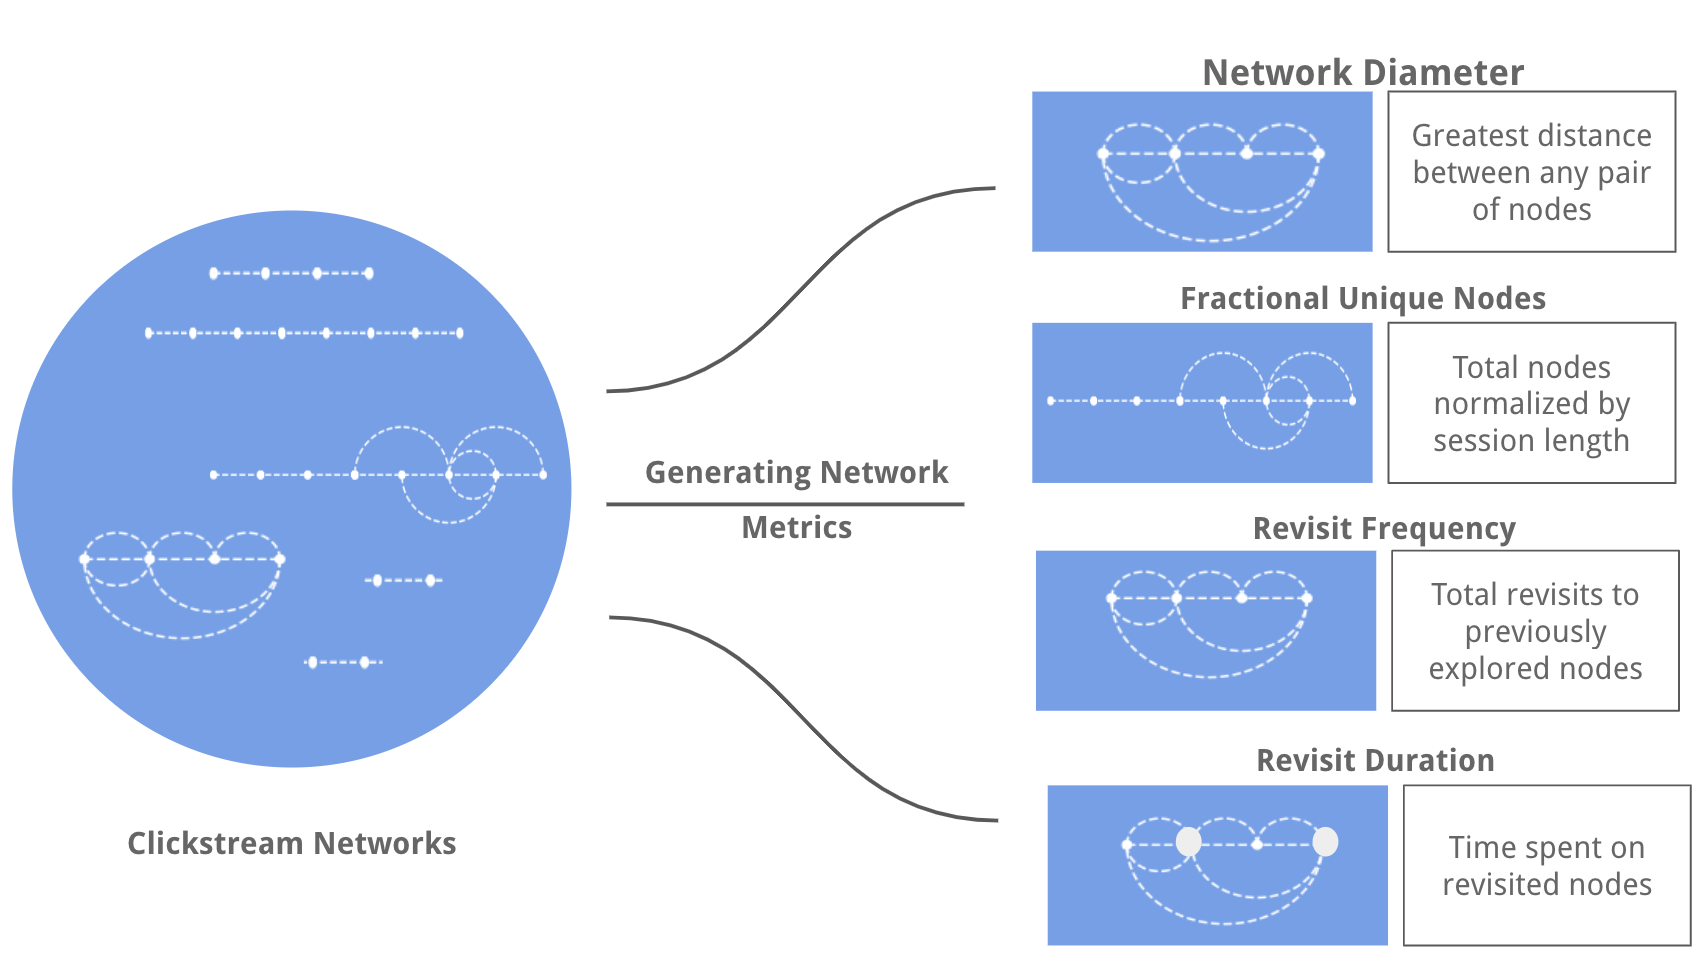 Network Diameter
Greatest distance
between any pair
of nodes
Fractional Unique Nodes
Total nodes
normalized by
session length
Generating Network
Metrics
Revisit Frequency
Total revisits to
previously
explored nodes
Revisit Duration
Time spent on
revisited nodes
Clickstream Networks